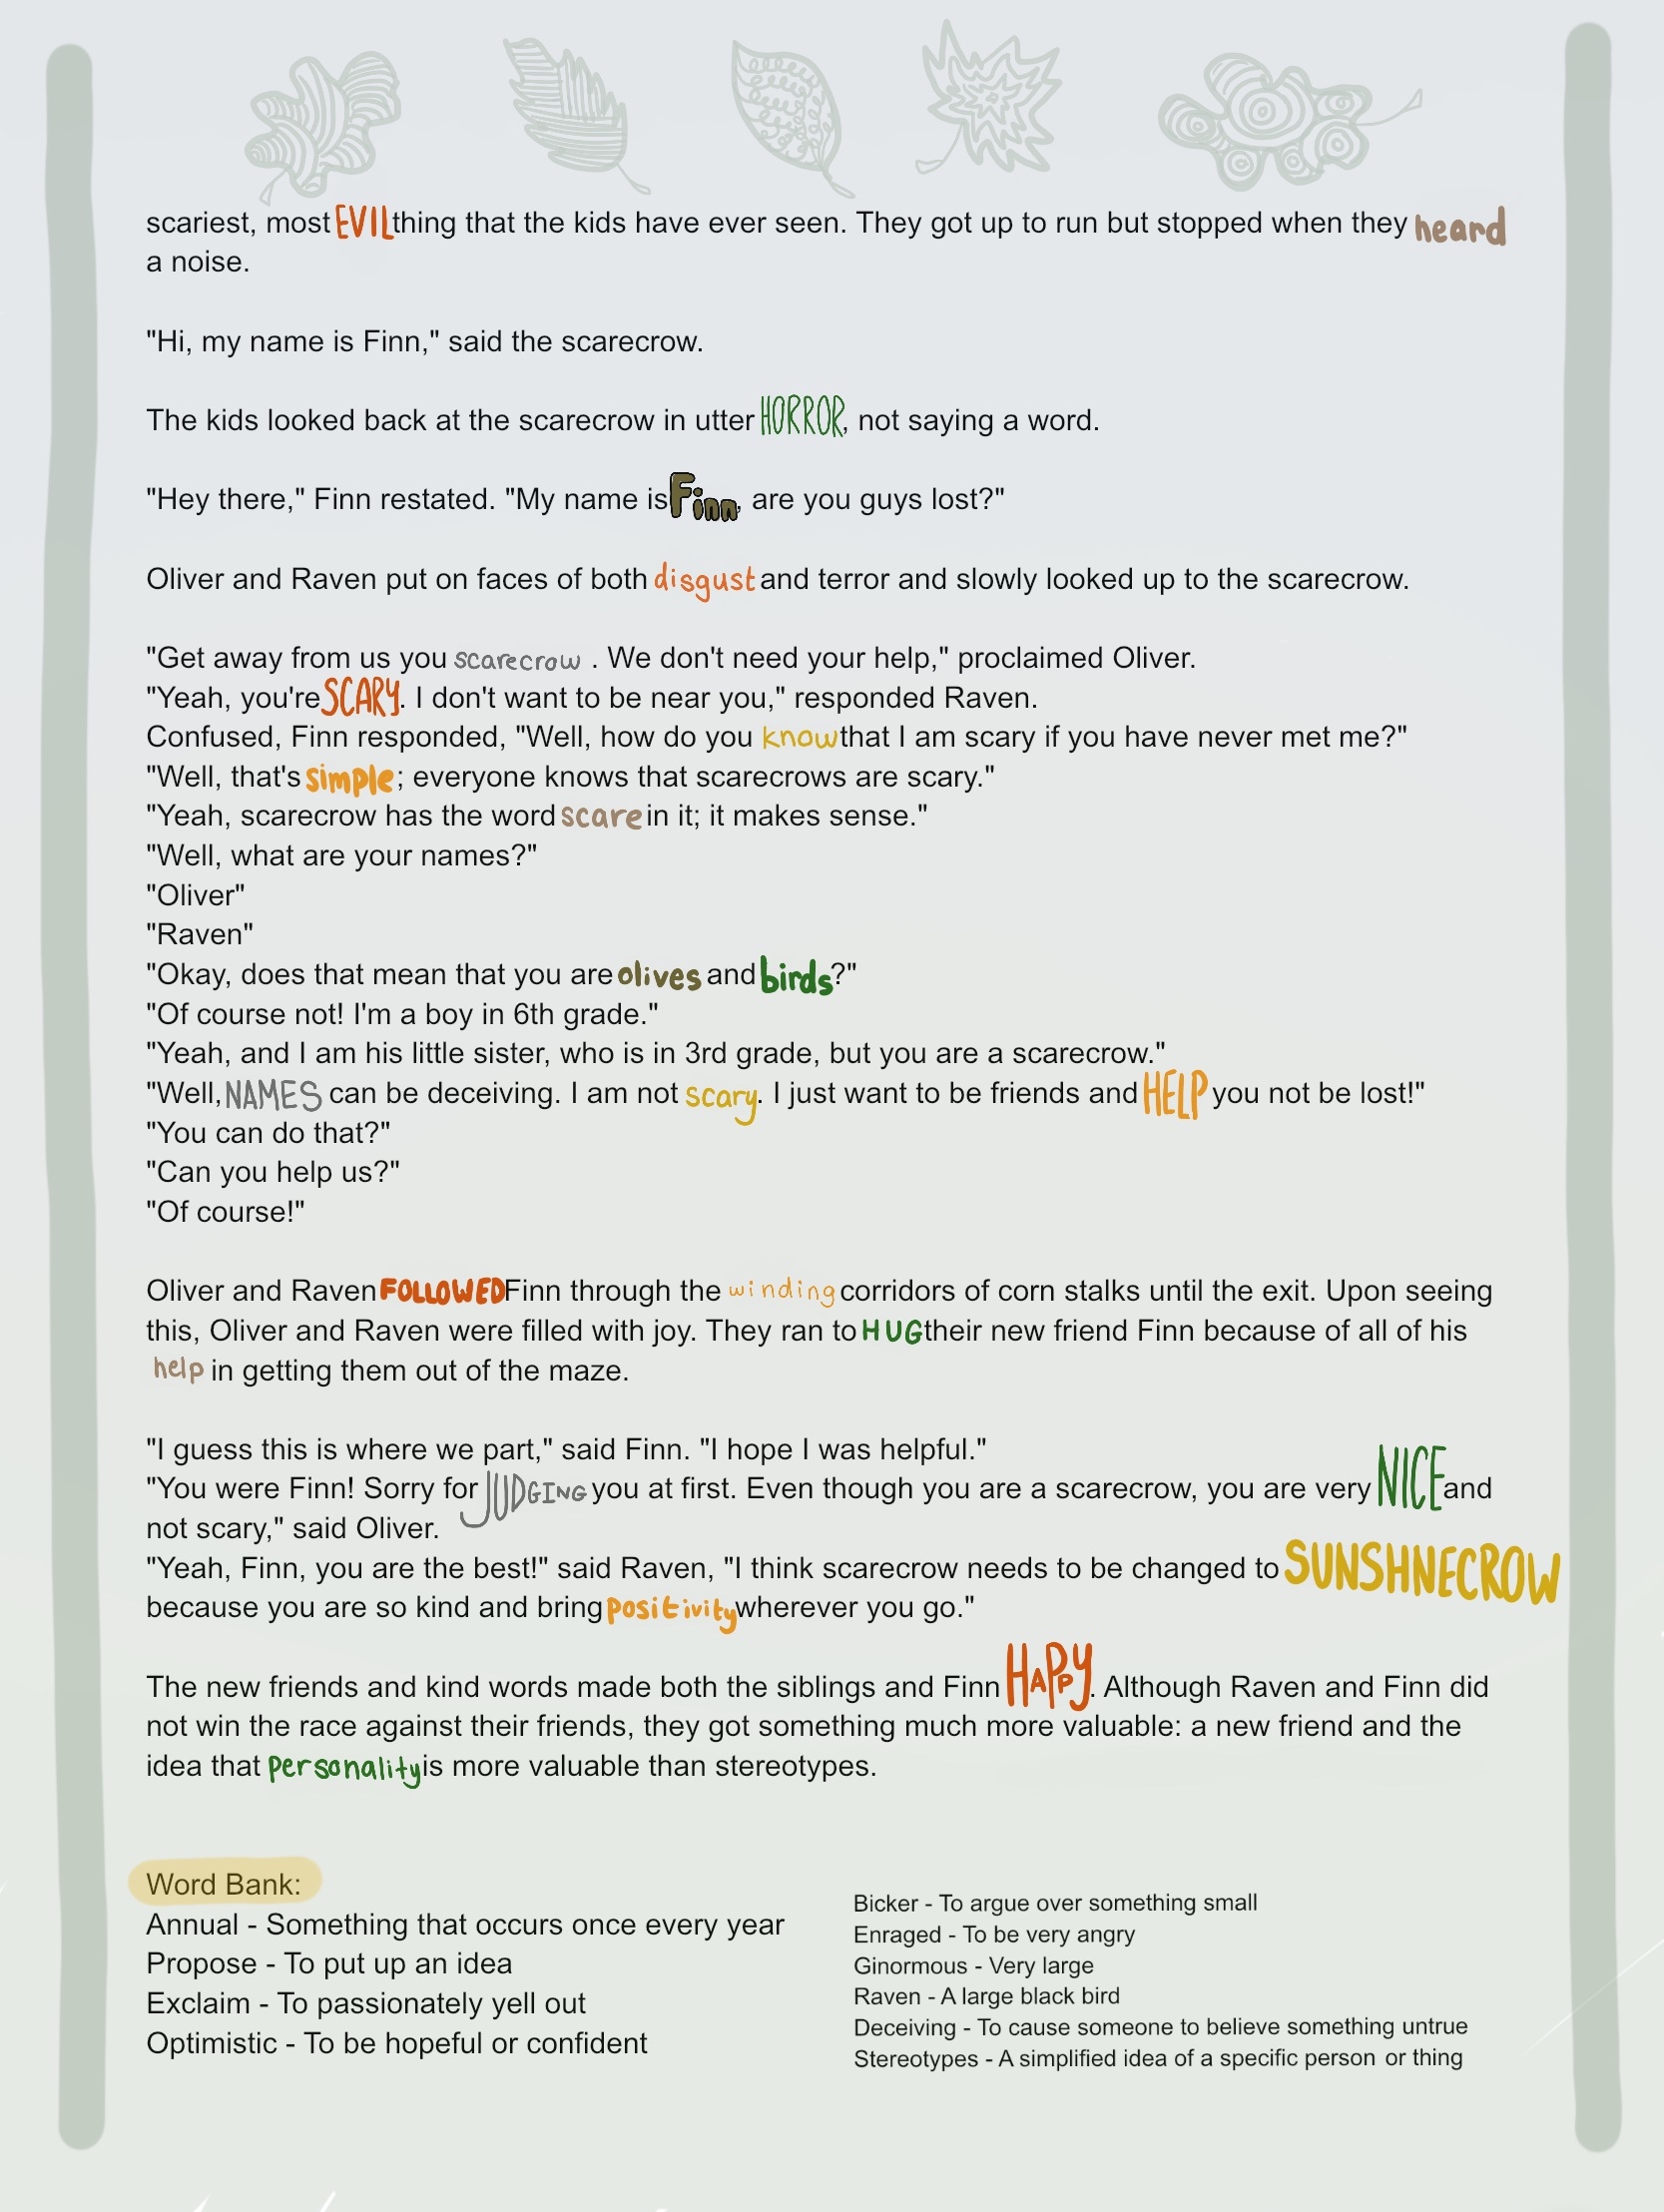 scariest, most EVIL thing that the kids have ever seen. They got up to run but stopped when they heard
a noise.
"Hi, my name is Finn," said the scarecrow.
The kids looked back at the scarecrow in utter HORROR, not saying a word.
"Hey there," Finn restated. "My name is Finn, are you guys lost?"
Oliver and Raven put on faces of both disgust and terror and slowly looked up to the scarecrow.
"Get away from us you scarecrow . We don't need your help," proclaimed Oliver.
"Yeah, you're SCARY. I don't want to be near you," responded Raven.
Confused, Finn responded, "Well, how do you know that I am scary if you have never met me?"
"Well, that's simple; everyone knows that scarecrows are scary."
"Yeah, scarecrow has the word scare in it; it makes sense."
"Well, what are your names?"
"Oliver"
"Raven"
"Okay, does that mean that you are olives and birds?"
"Of course not! I'm a boy in 6th grade."
"Yeah, and I am his little sister, who is in 3rd grade, but you are a scarecrow."
"Well, NAMES can be deceiving. I am not scary. I just want to be friends and HELP you not be lost!"
"You can do that?"
"Can you help us?"
"Of course!"
Oliver and Raven FOLLOWED Finn through the winding corridors of corn stalks until the exit. Upon seeing
this, Oliver and Raven were filled with joy. They ran to HUG their new friend Finn because of all of his
help in getting them out of the maze.
"I guess this is where we part," said Finn. "I hope I was helpful."
"You were Finn! Sorry for JUDGING you at first. Even though you are a scarecrow, you are very NICE and
not scary," said Oliver.
"Yeah, Finn, you are the best!" said Raven, "I think scarecrow needs to be changed to SUNSHNECROW
because you are so kind and bring positivity wherever you go."
The new friends and kind words made both the siblings and Finn HAPPY. Although Raven and Finn did
not win the race against their friends, they got something much more valuable: a new friend and the
idea that personality is more valuable than stereotypes.
Word Bank:
Annual - Something that occurs once every year
Propose - To put up an idea
Exclaim - To passionately yell out
Optimistic - To be hopeful or confident
Bicker - To argue over something small
Enraged - To be very angry
Ginormous - Very large
Raven - A large black bird
Deceiving - To cause someone to believe something untrue
Stereotypes - A simplified idea of a specific person or thing